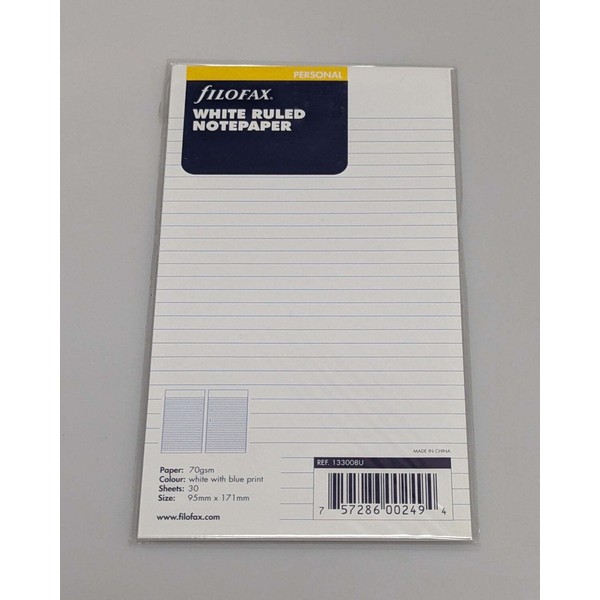 PERSONAL
fILOFAX®
WHITE RULED
NOTEPAPER
MADE IN CHINA
Paper: 70gsm
Colour: white with blue print
Sheets: 30
Size: 95mm x 171mm
www.filofax.com
REF. 133008U
7 57286 00249 4